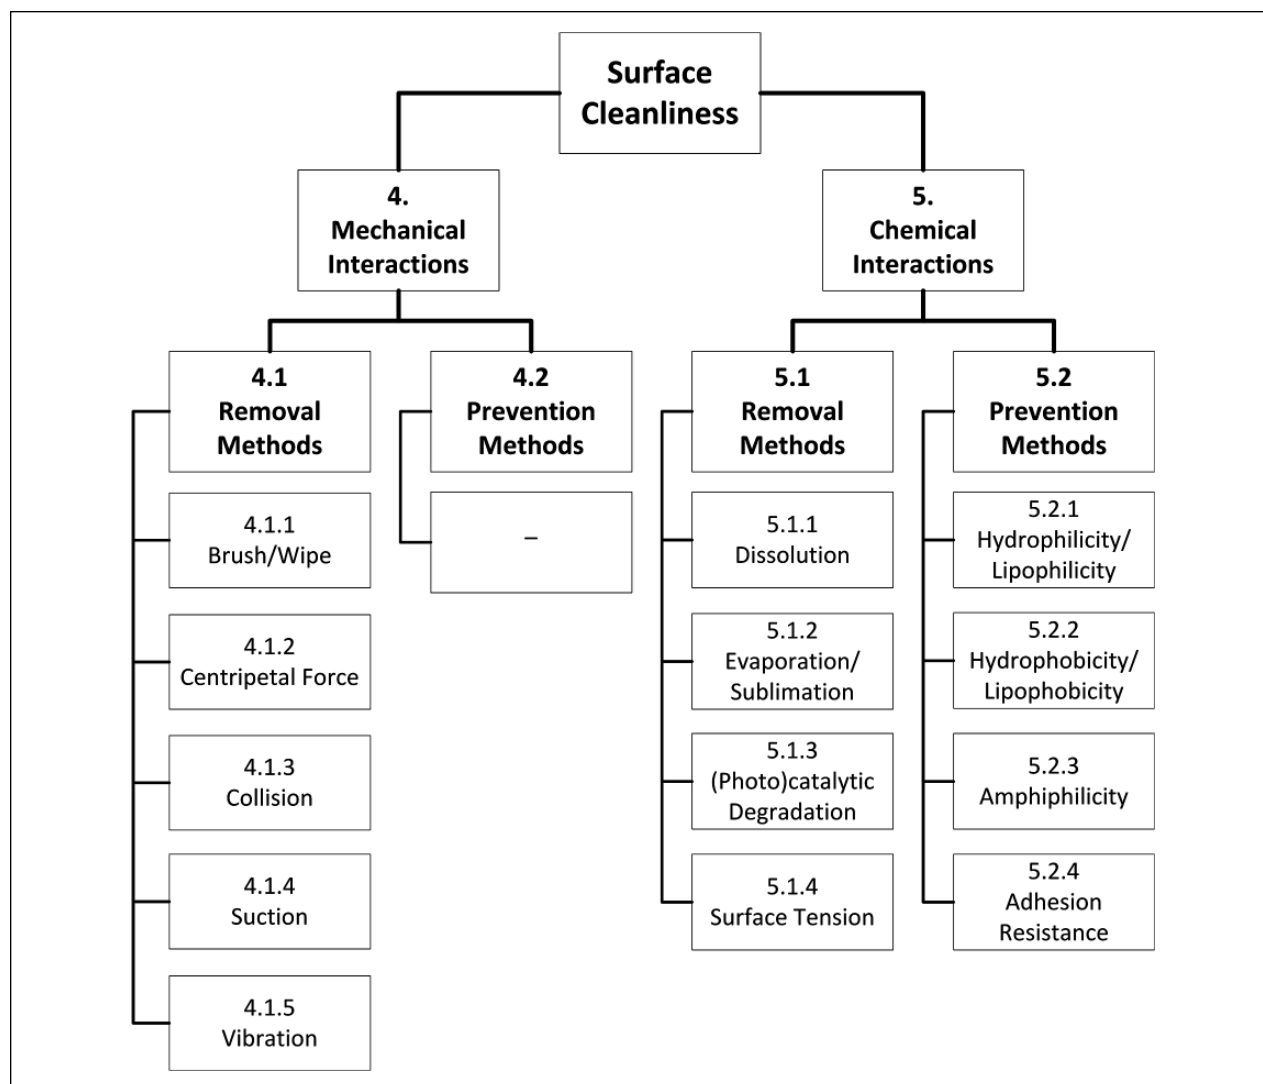 Surface
Cleanliness
4.
Mechanical
Interactions
5.
Chemical
Interactions
4.1
Removal
Methods
4.2
Prevention
Methods
5.1
Removal
Methods
5.2
Prevention
Methods
4.1.1
Brush/Wipe
–
5.1.1
Dissolution
5.2.1
Hydrophilicity/
Lipophilicity
4.1.2
Centripetal Force
5.1.2
Evaporation/
Sublimation
5.2.2
Hydrophobicity/
Lipophobicity
4.1.3
Collision
5.1.3
(Photo)catalytic
Degradation
5.2.3
Amphiphilicity
4.1.4
Suction
5.1.4
Surface Tension
5.2.4
Adhesion
Resistance
4.1.5
Vibration